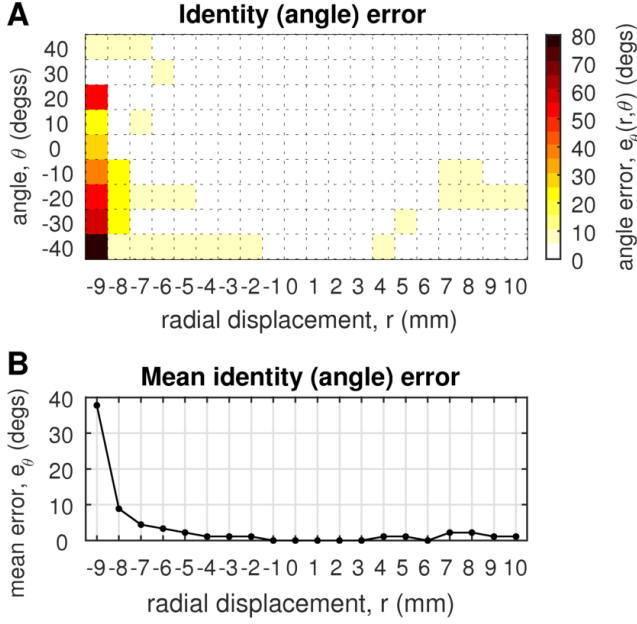 A
Identity (angle) error
angle, θ (degss)
40
30
20
10
0
-10
-20
-30
-40
-9 -8 -7 -6 -5 -4 -3 -2 -1 0 1 2 3 4 5 6 7 8 9 10
radial displacement, r (mm)
80
70
60
50
40
30
20
10
0
angle error, eθ(r,θ) (degs)
B
Mean identity (angle) error
mean error, eθ (degs)
40
30
20
10
0
-9 -8 -7 -6 -5 -4 -3 -2 -1 0 1 2 3 4 5 6 7 8 9 10
radial displacement, r (mm)